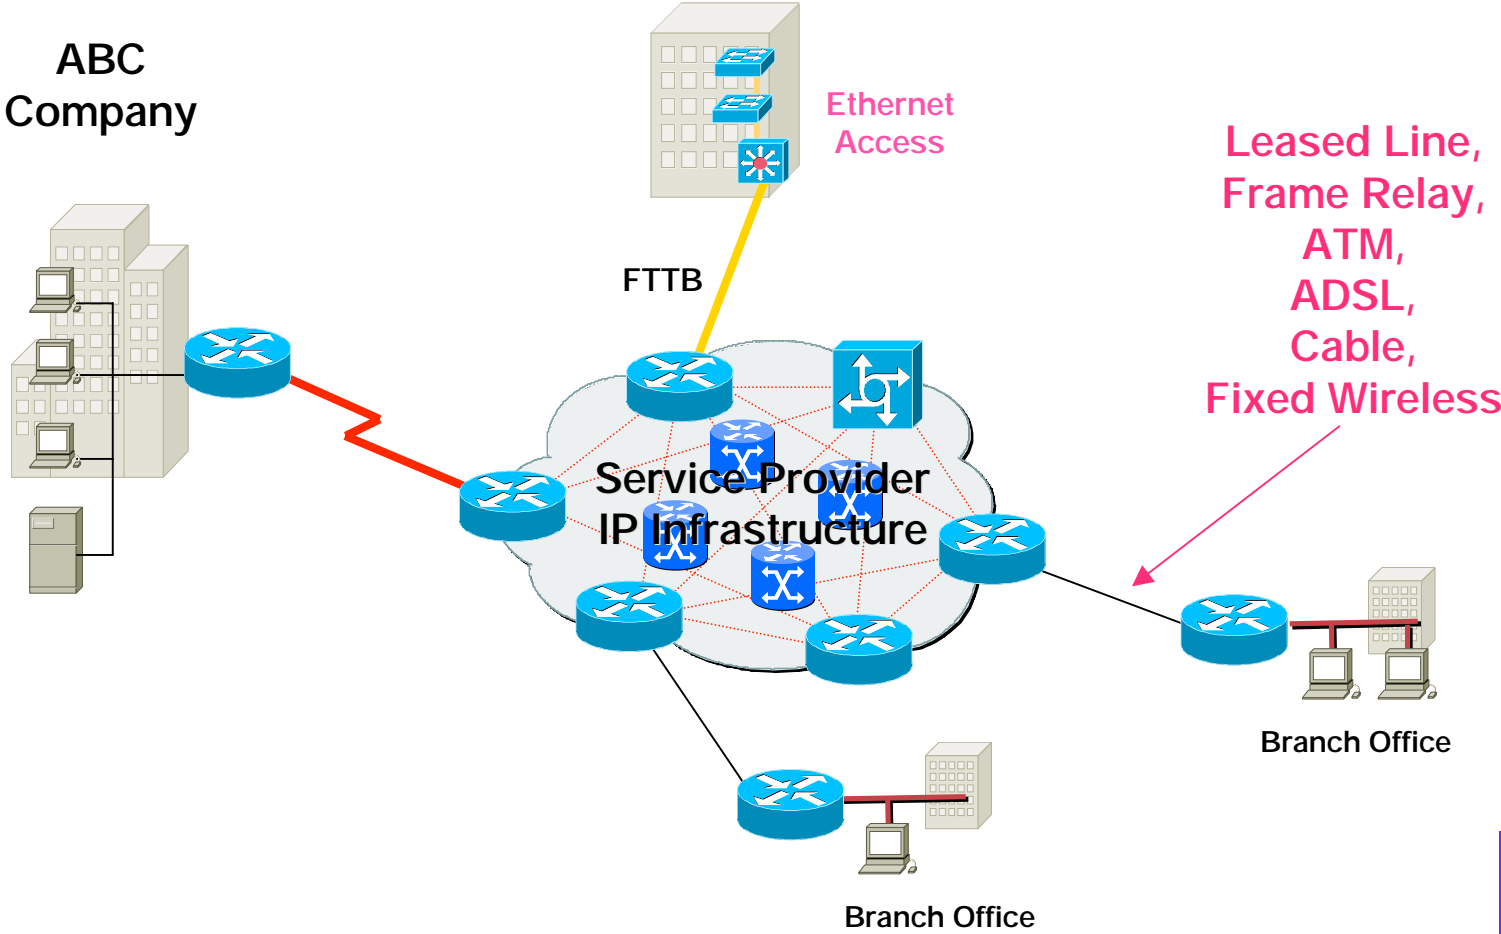 ABC
Company
Ethernet
Access
Leased Line,
Frame Relay,
ATM,
ADSL,
Cable,
Fixed Wireless
FTTB
Service Provider
IP Infrastructure
Branch Office
Branch Office